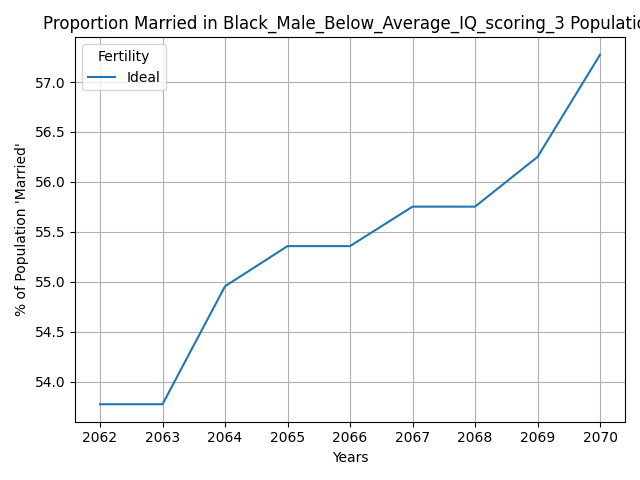 Proportion Married in Black_Male_Below_Average_IQ_scoring_3 Populatio
Fertility
Ideal
57.0
56.5
56.0
55.5
55.0
54.5
54.0
% of Population 'Married'
2062 2063 2064 2065 2066 2067 2068 2069 2070
Years